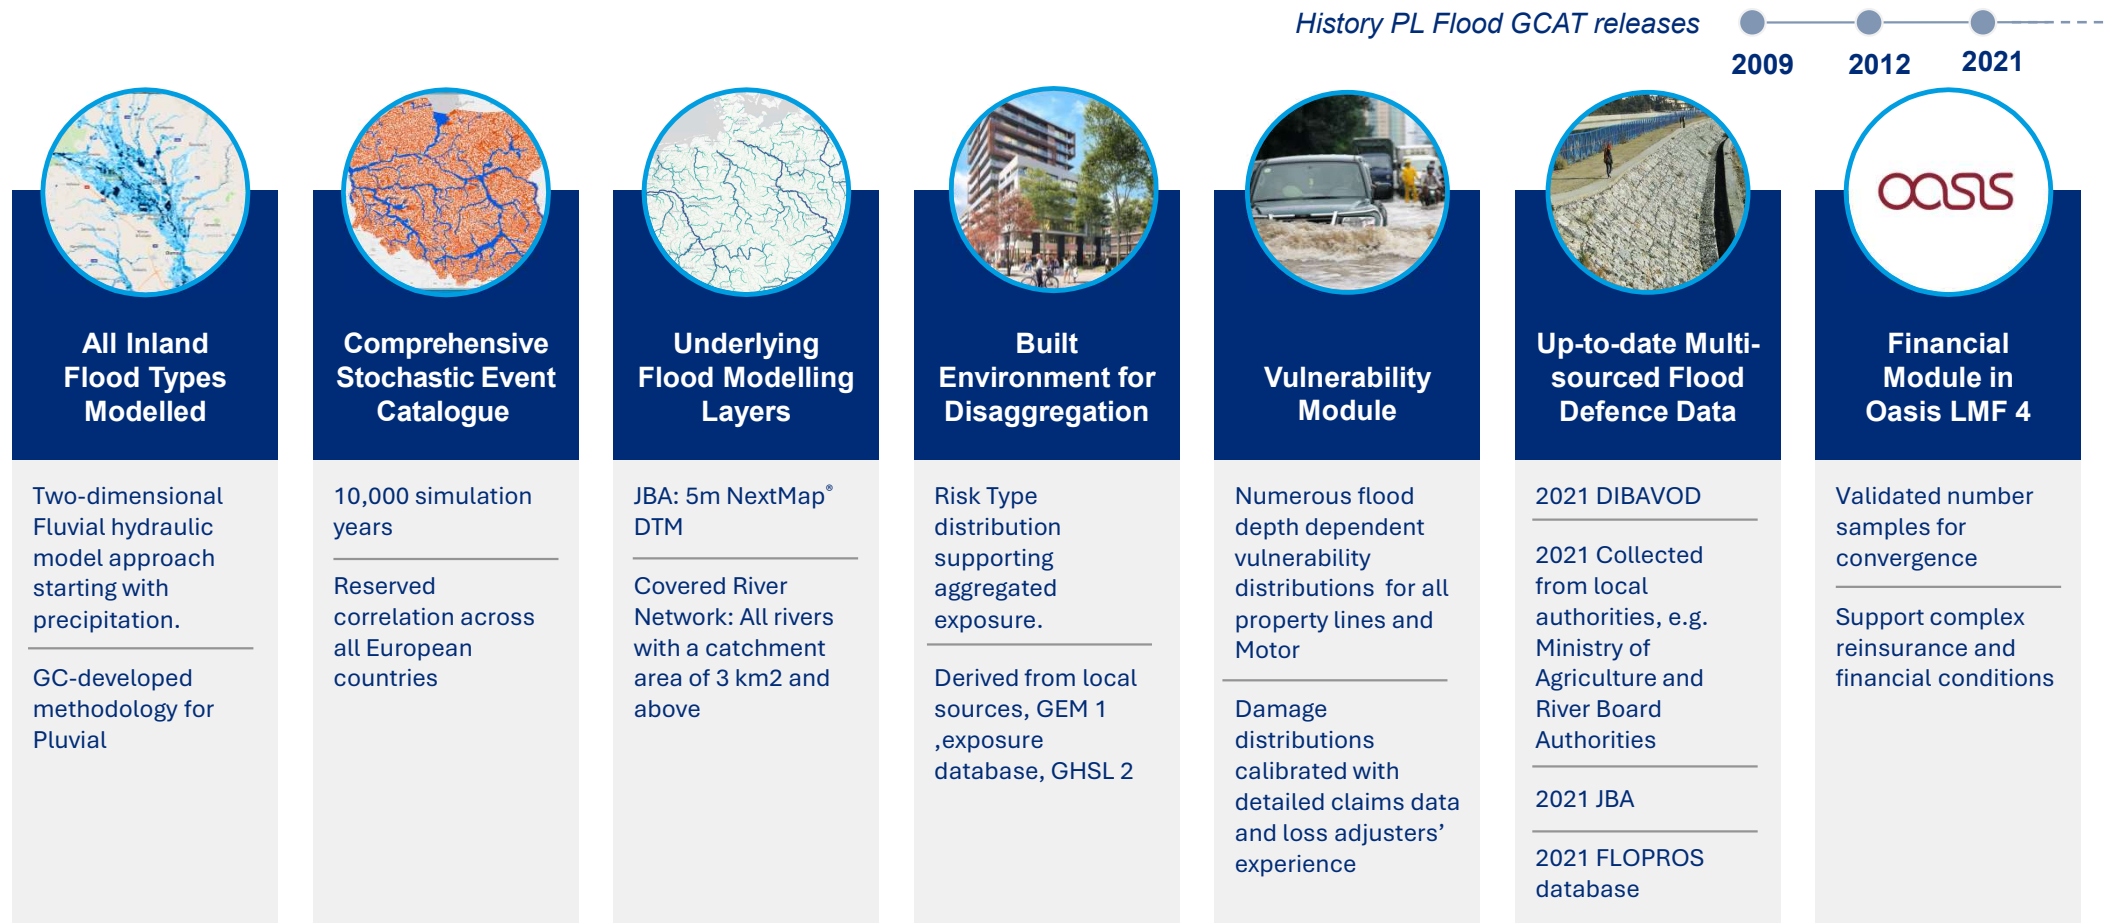 History PL Flood GCAT releases
2009
2012
2021
All Inland
Flood Types
Modelled
Two-dimensional
Fluvial hydraulic
model approach
starting with
precipitation.
GC-developed
methodology for
Pluvial
Comprehensive
Stochastic Event
Catalogue
10,000 simulation
years
Reserved
correlation across
all European
countries
Underlying
Flood Modelling
Layers
JBA: 5m NextMap®
DTM
Covered River
Network: All rivers
with a catchment
area of 3 km2 and
above
Built
Environment for
Disaggregation
Risk Type
distribution
supporting
aggregated
exposure.
Derived from local
sources, GEM 1
,exposure
database, GHSL 2
Vulnerability
Module
Numerous flood
depth dependent
vulnerability
distributions  for all
property lines and
Motor
Damage
distributions
calibrated with
detailed claims data
and loss adjusters’
experience
Up-to-date Multi-
sourced Flood
Defence Data
2021 DIBAVOD
2021 Collected
from local
authorities, e.g.
Ministry of
Agriculture and
River Board
Authorities
2021 JBA
2021 FLOPROS
database
oasis
Financial
Module in
Oasis LMF 4
Validated number
samples for
convergence
Support complex
reinsurance and
financial conditions